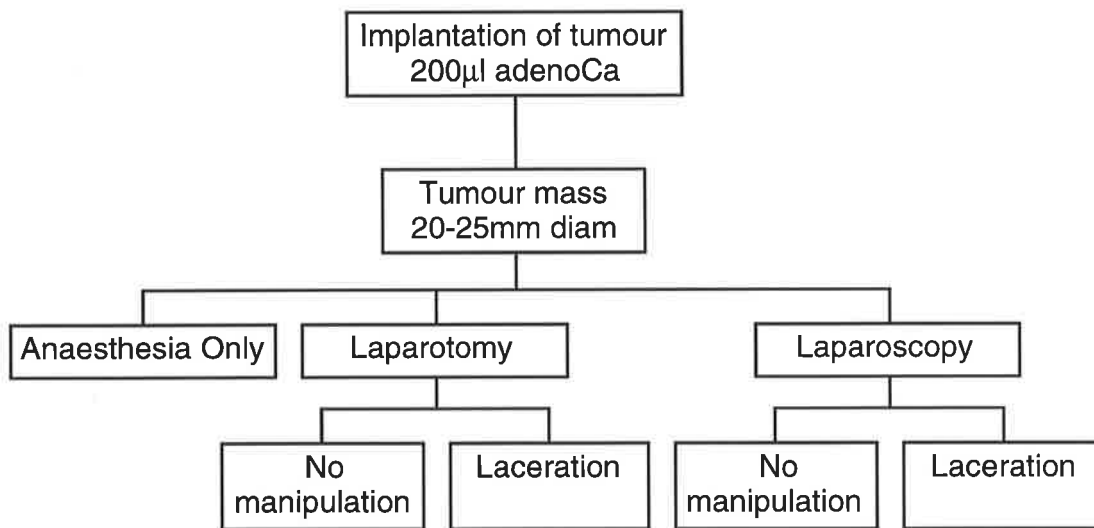 Implantation of tumour
200µl adenoCa
Tumour mass
20-25mm diam
Anaesthesia Only
Laparotomy
Laparoscopy
No
manipulation
Laceration
No
manipulation
Laceration